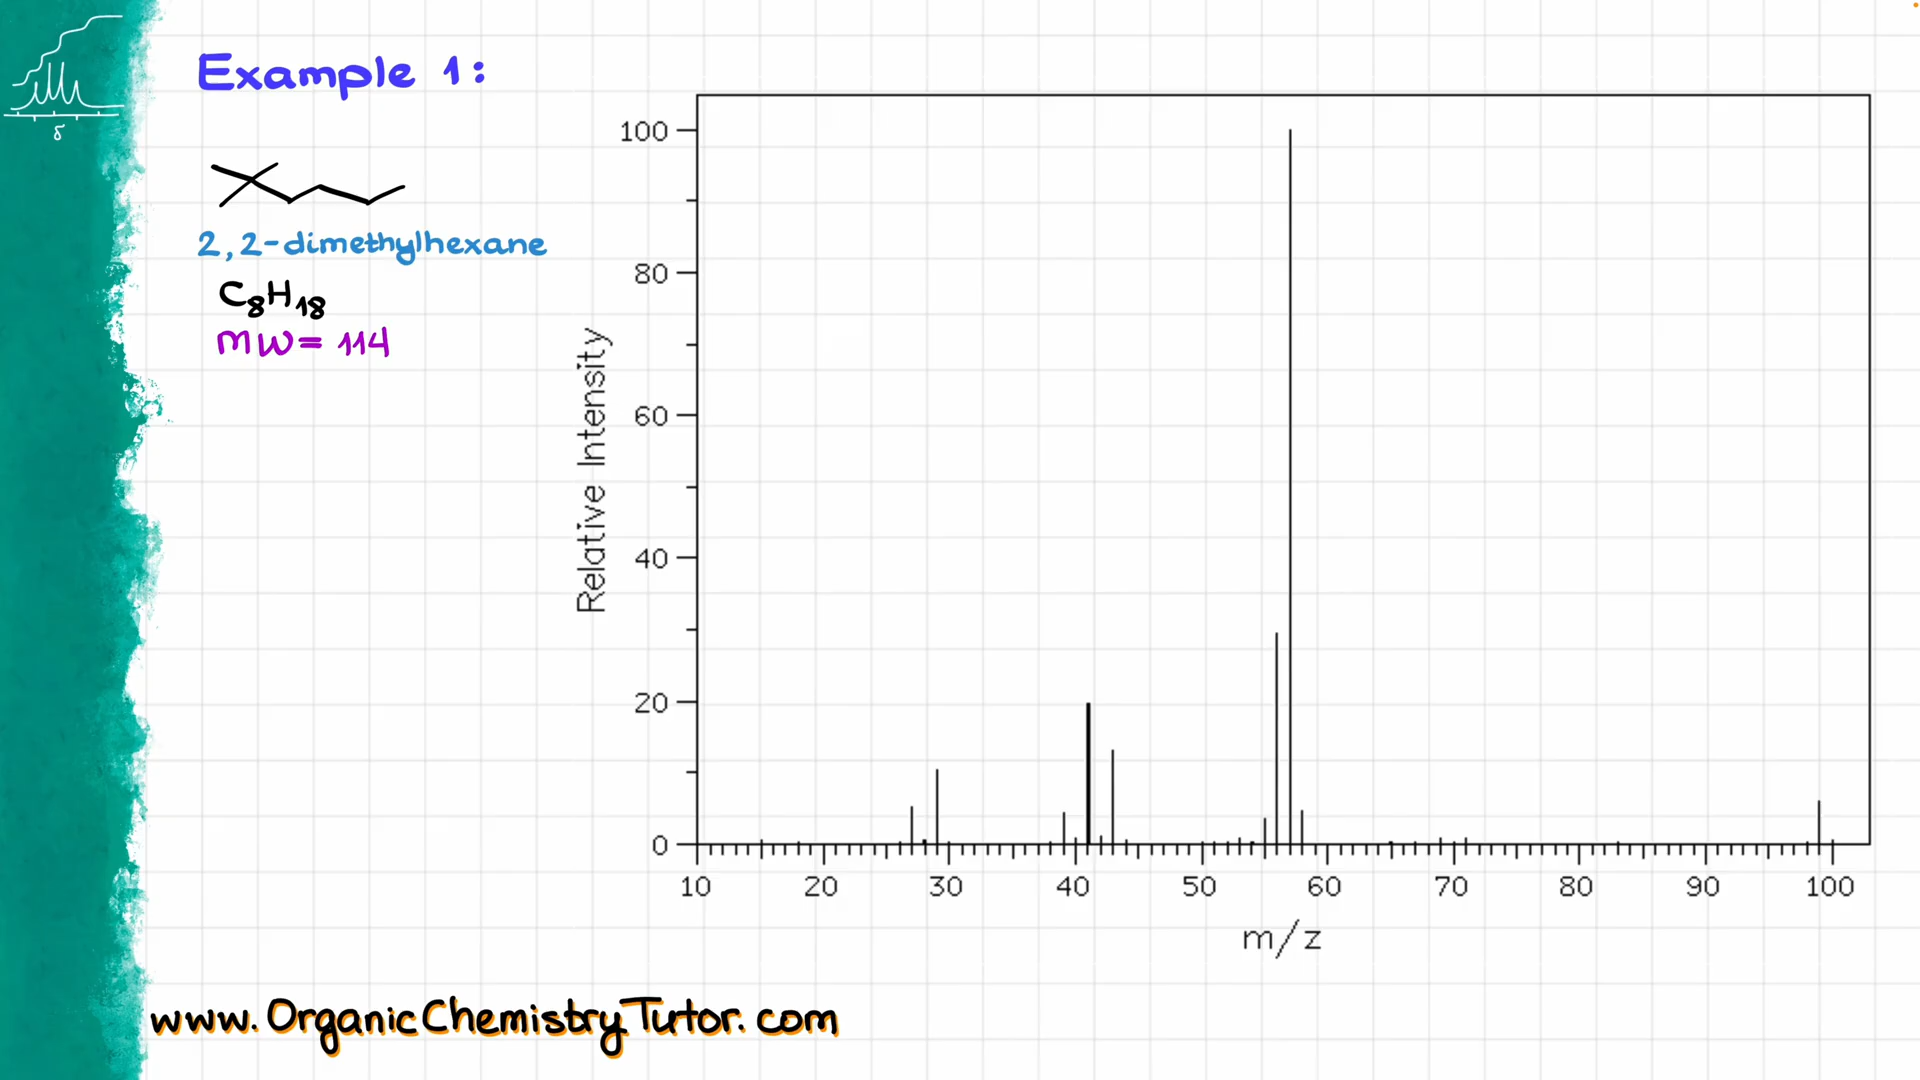 Example 1:
2,2-dimethylhexane
C₈H₁₈
MW = 114
100
80
60
40
20
0
Relative Intensity
10 20 30 40 50 60 70 80 90 100
m/z
δ
www.OrganicChemistryTutor.com